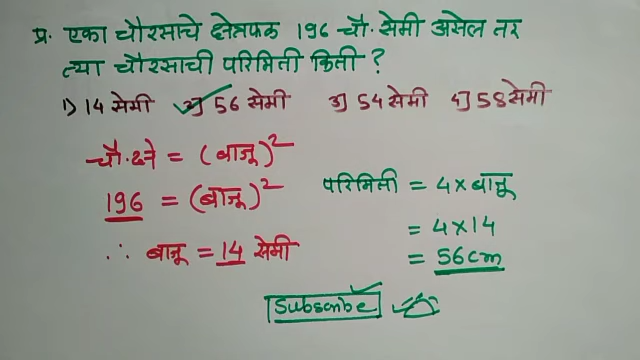 प्र. एका चौरसाचे क्षेत्रफळ 196 चौ. सेमी असेल तर
त्या चौरसाची परिमिती किती ?
1) 14 सेमी 2) 56 सेमी 3) 54 सेमी 4) 58 सेमी
चौ. क्षे = (बाजू)²
196 = (बाजू)²
∴ बाजू = 14 सेमी
परिमिती = 4 × बाजू
= 4 × 14
= 56 cm
Subscribe